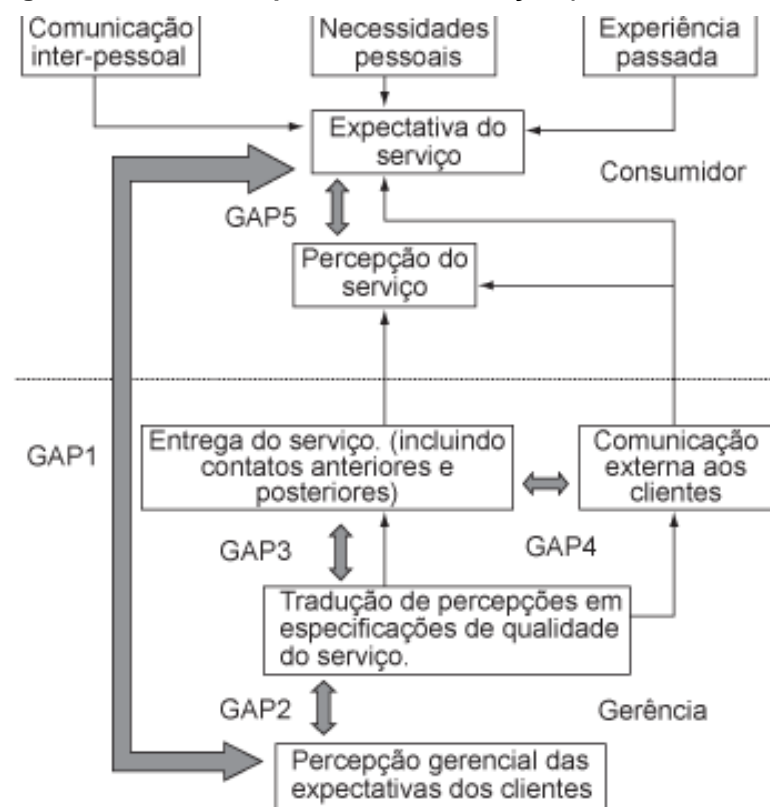 Comunicação
inter-pessoal
Necessidades
pessoais
Experiência
passada
Expectativa do
serviço
Consumidor
GAP5
Percepção do
serviço
GAP1
Entrega do serviço. (incluindo
contatos anteriores e
posteriores)
Comunicação
externa aos
clientes
GAP3
GAP4
Tradução de percepções em
especificações de qualidade
do serviço.
GAP2
Gerência
Percepção gerencial das
expectativas dos clientes